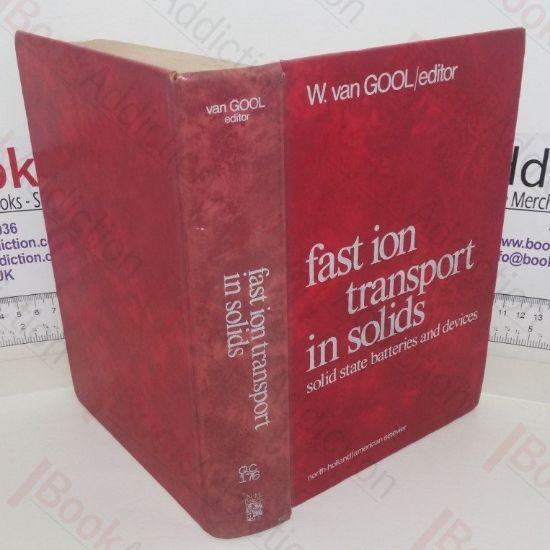 van GOOL
editor
fast ion transport
in solids
W. van GOOL/editor
fast ion
transport
in solids
solid state batteries and devices
north-holland/american elsevier